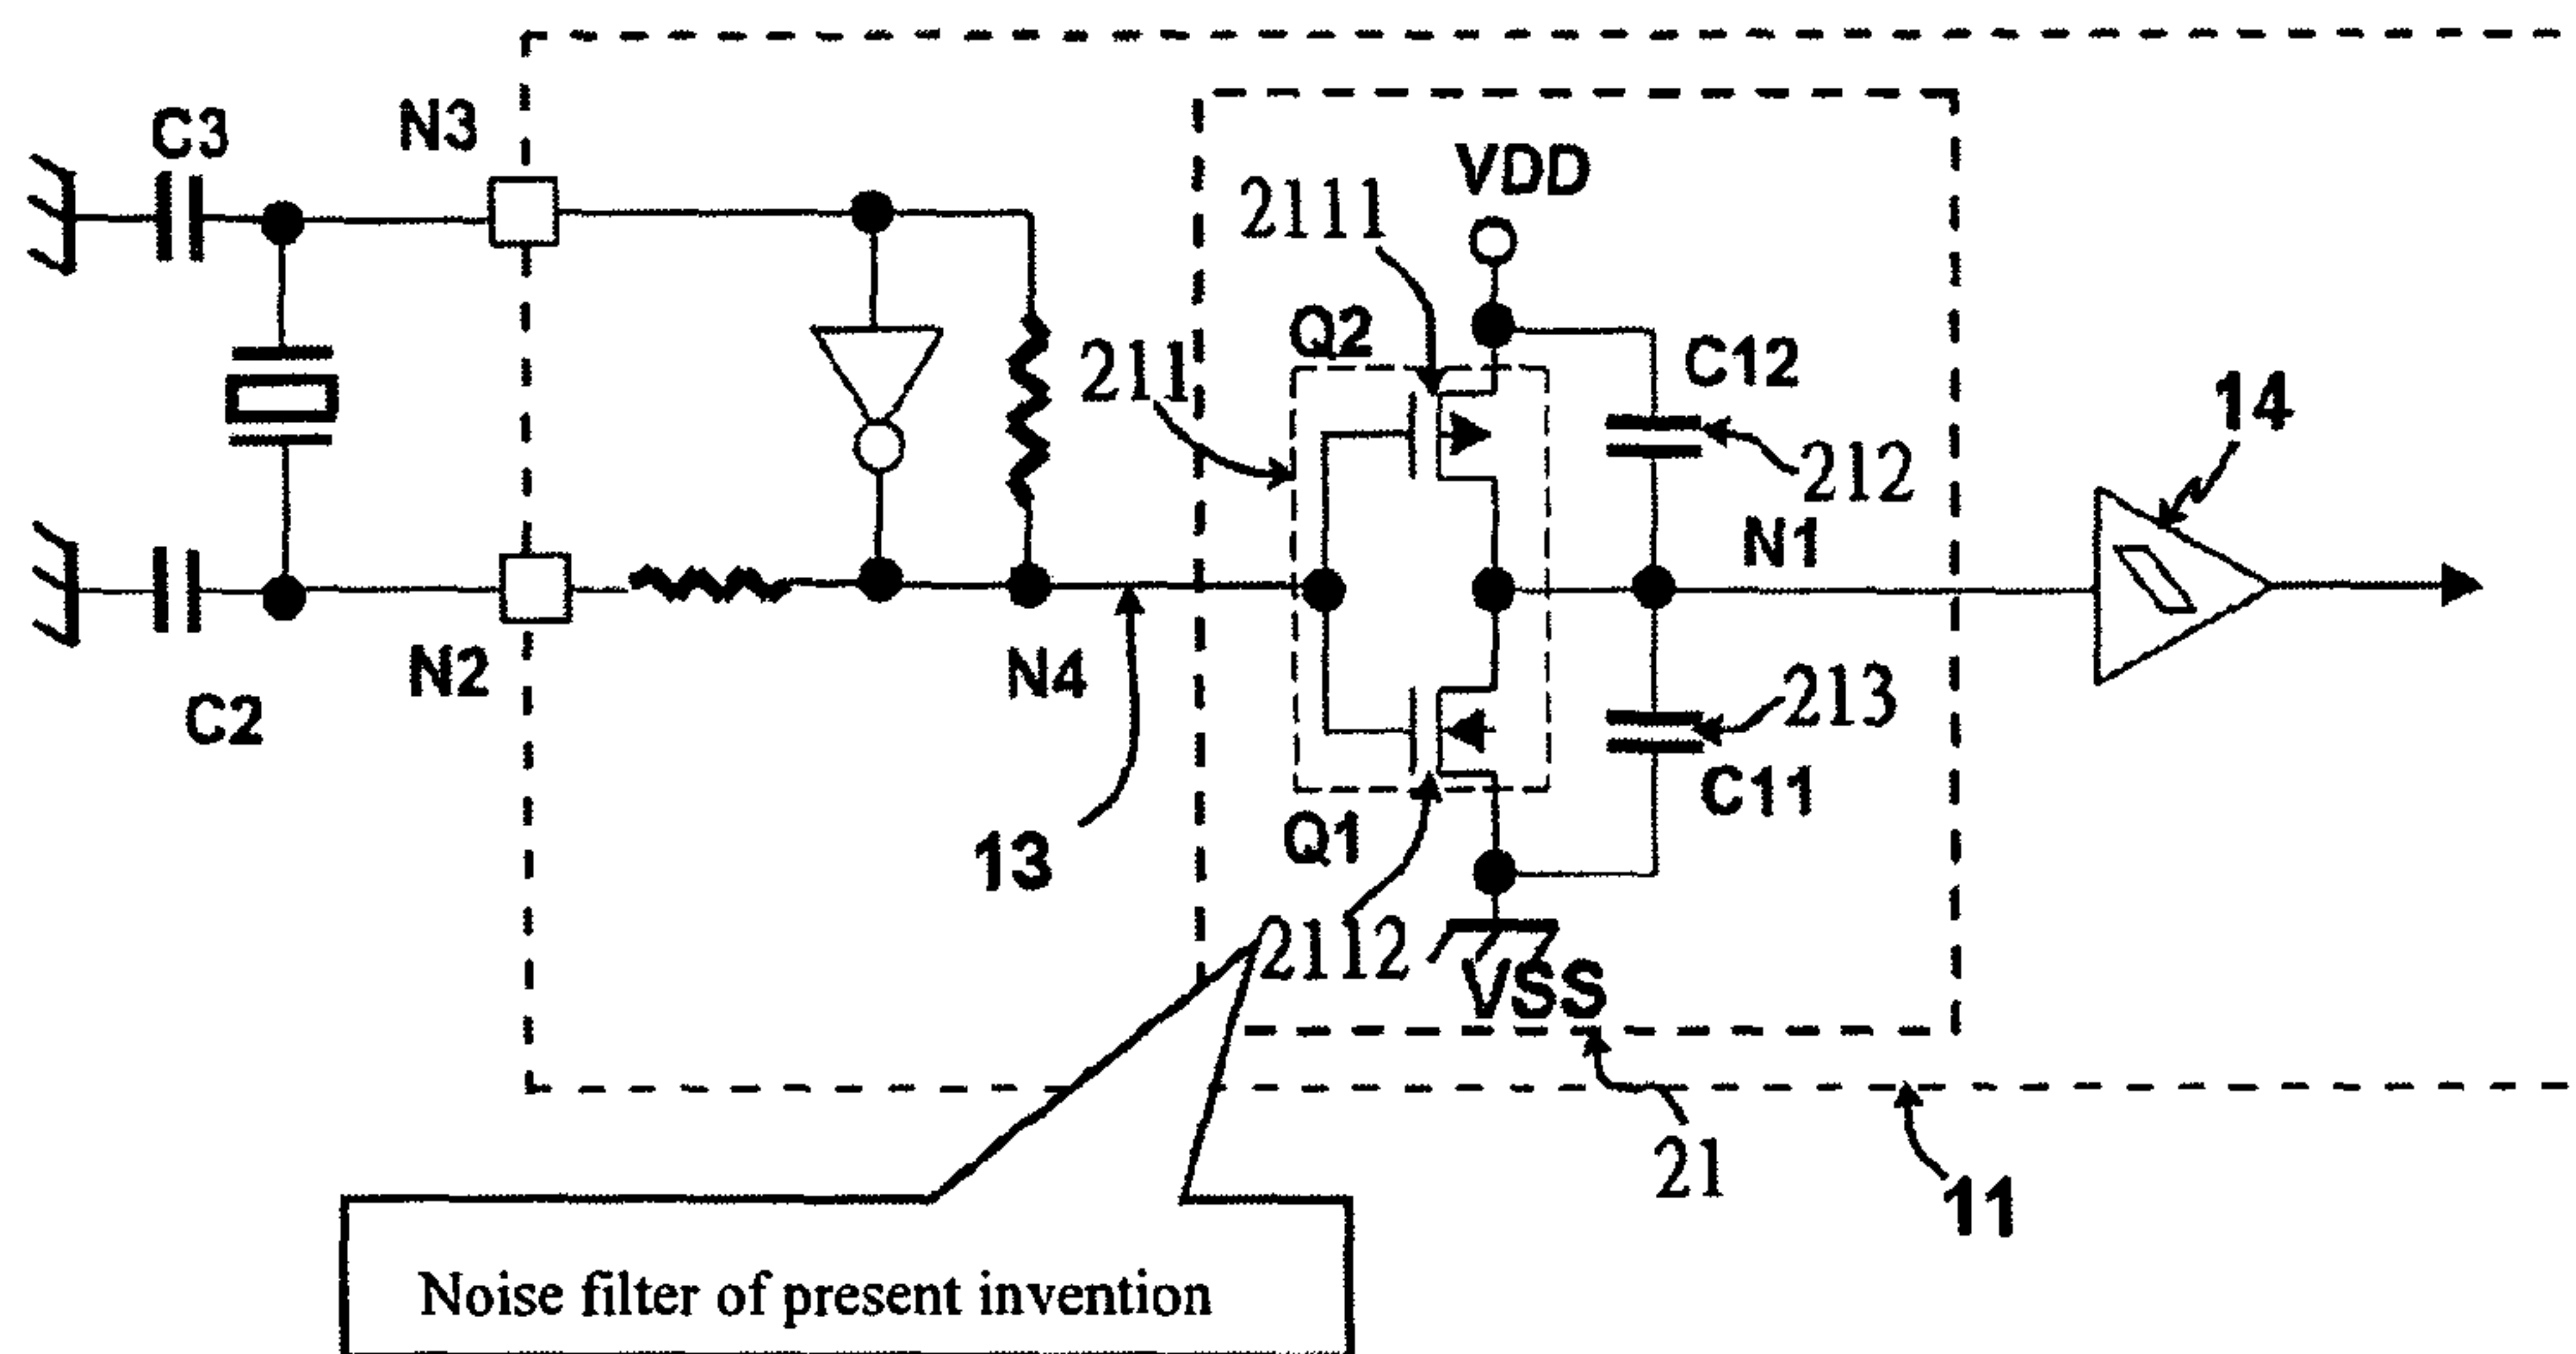 C3
N3
VDD
2111
Q2
211
C12
14
212
N1
N2
N4
213
C2
C11
13
Q1
2112
VSS
21
11
Noise filter of present invention